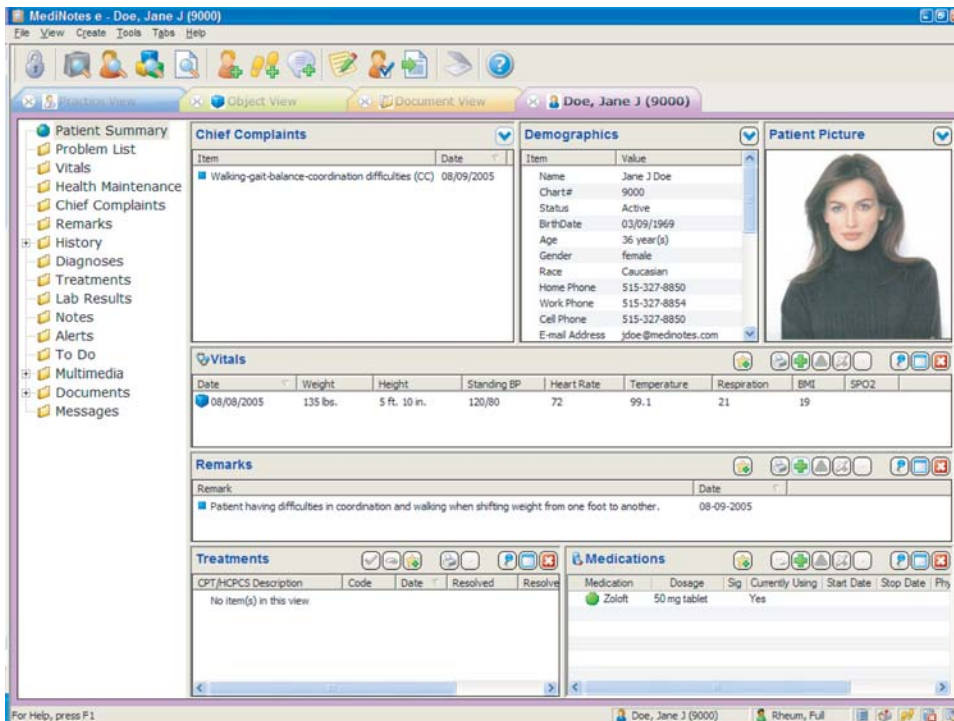 MediNotes e - Doe, Jane J (9000)
File View Create Tools Tabs Help
Practice View Object View Document View Doe, Jane J (9000)
Patient Summary
Problem List
Vitals
Health Maintenance
Chief Complaints
Remarks
History
Diagnoses
Treatments
Lab Results
Notes
Alerts
To Do
Multimedia
Documents
Messages
Chief Complaints
Item Date
Walking-gait-balance-coordination difficulties (CC) 08/09/2005
Demographics
Item Value
Name Jane J Doe
Chart# 9000
Status Active
BirthDate 03/09/1969
Age 36 year(s)
Gender female
Race Caucasian
Home Phone 515-327-8850
Work Phone 515-327-8854
Cell Phone 515-327-8850
E-mail Address jdoe@medinotes.com
Patient Picture
Vitals
Date Weight Height Standing BP Heart Rate Temperature Respiration BMI SPO2
08/08/2005 135 lbs. 5 ft. 10 in. 120/80 72 99.1 21 19
Remarks
Remark Date
Patient having difficulties in coordination and walking when shifting weight from one foot to another. 08-09-2005
Treatments
CPT/HCPCS Description Code Date Resolved Resolve
No item(s) in this view
Medications
Medication Dosage Sig Currently Using Start Date Stop Date Phy
Zoloft 50 mg tablet Yes
For Help, press F1 Doe, Jane J (9000) Rheum, Full